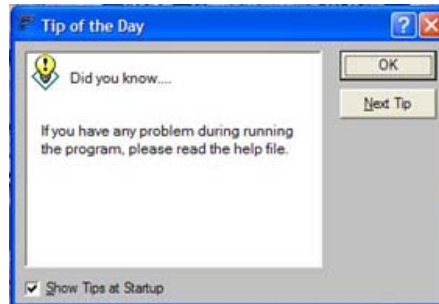 Tip of the Day
Did you know....
OK
Next Tip
If you have any problem during running
the program, please read the help file.
Show Tips at Startup